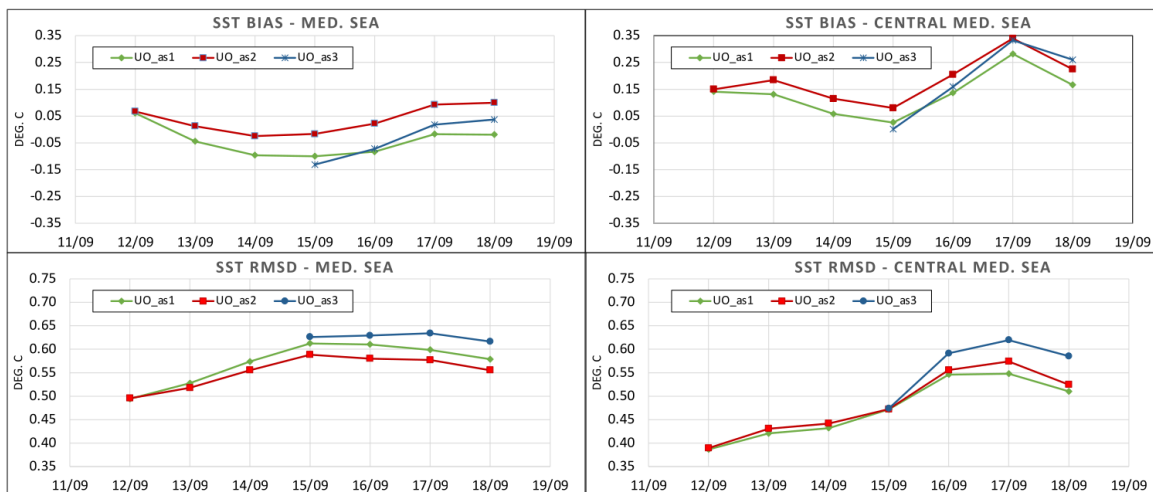 SST BIAS - MED. SEA
0.35
0.25
0.15
0.05
-0.05
-0.15
-0.25
-0.35
DEG. C
UO_as1 UO_as2 UO_as3
11/09 12/09 13/09 14/09 15/09 16/09 17/09 18/09 19/09
SST BIAS - CENTRAL MED. SEA
0.35
0.25
0.15
0.05
-0.05
-0.15
-0.25
-0.35
DEG. C
UO_as1 UO_as2 UO_as3
11/09 12/09 13/09 14/09 15/09 16/09 17/09 18/09 19/09
SST RMSD - MED. SEA
0.75
0.70
0.65
0.60
0.55
0.50
0.45
0.40
0.35
DEG. C
UO_as1 UO_as2 UO_as3
11/09 12/09 13/09 14/09 15/09 16/09 17/09 18/09 19/09
SST RMSD - CENTRAL MED. SEA
0.75
0.70
0.65
0.60
0.55
0.50
0.45
0.40
0.35
DEG. C
UO_as1 UO_as2 UO_as3
11/09 12/09 13/09 14/09 15/09 16/09 17/09 18/09 19/09